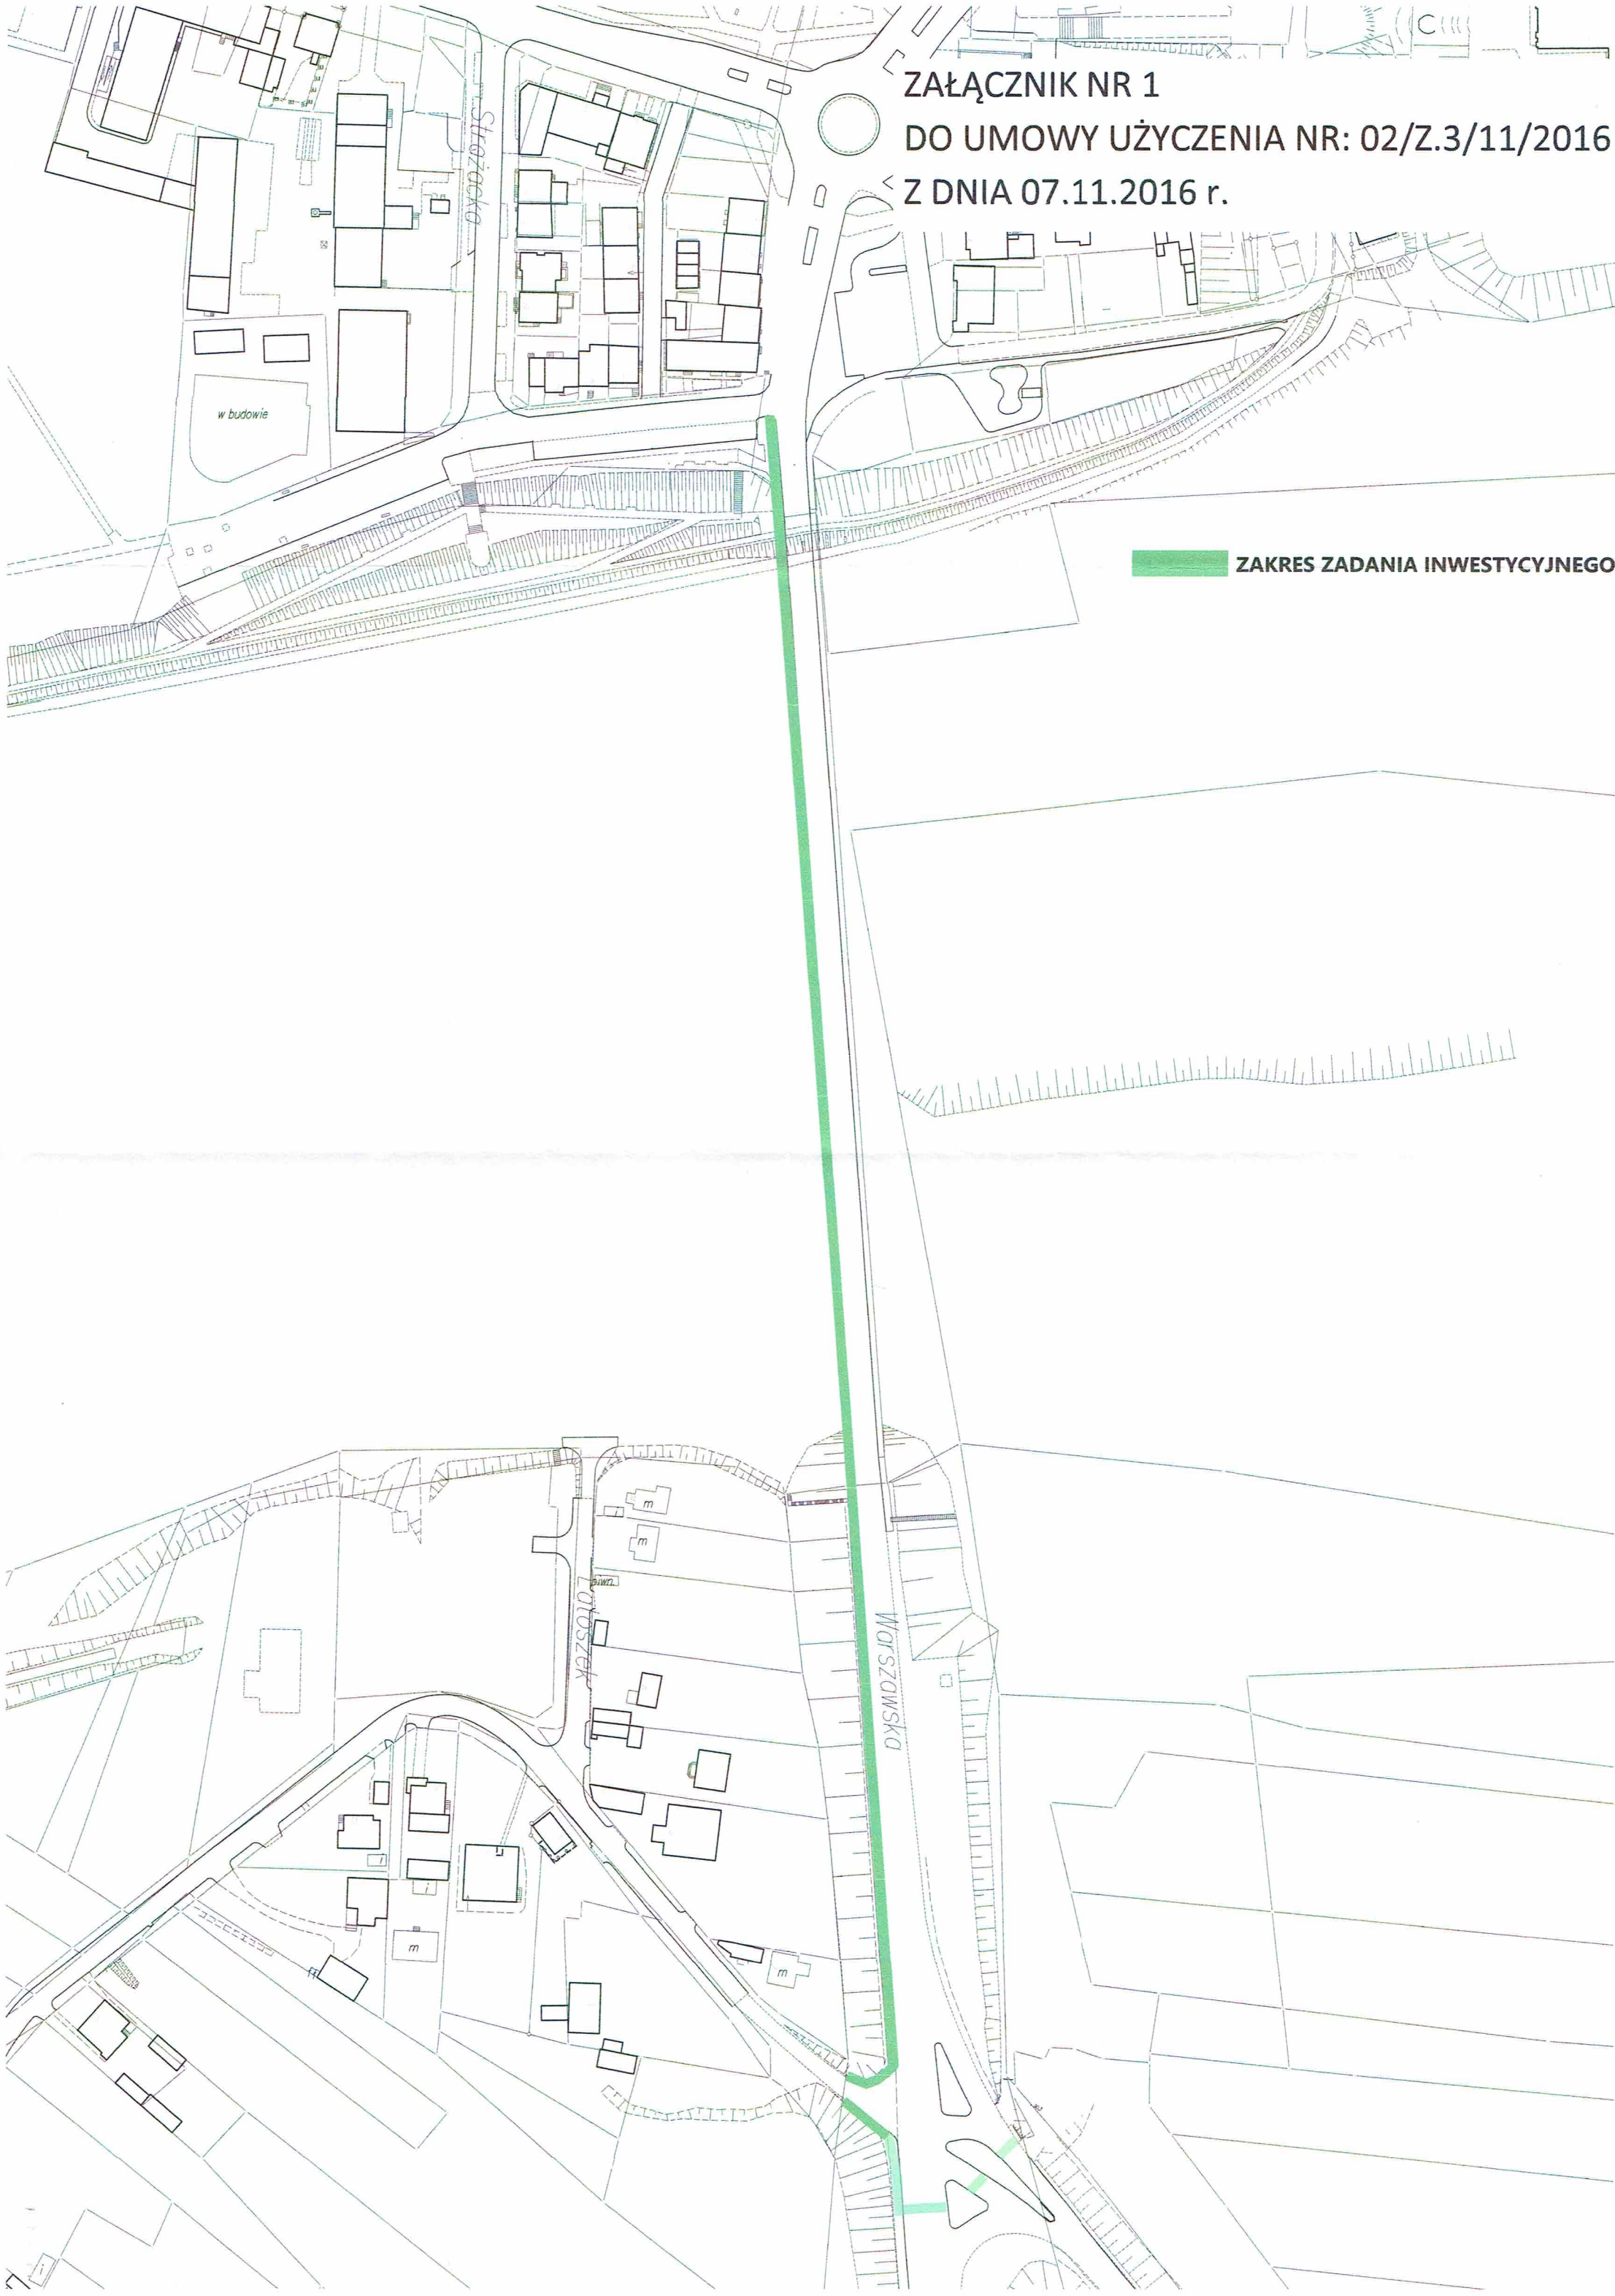 ZAŁĄCZNIK NR 1
DO UMOWY UŻYCZENIA NR: 02/Z.3/11/2016
Z DNIA 07.11.2016 r.
Strażacka
w budowie
ZAKRES ZADANIA INWESTYCYJNEGO
m
m
Warszawska
i
i
m
m
i